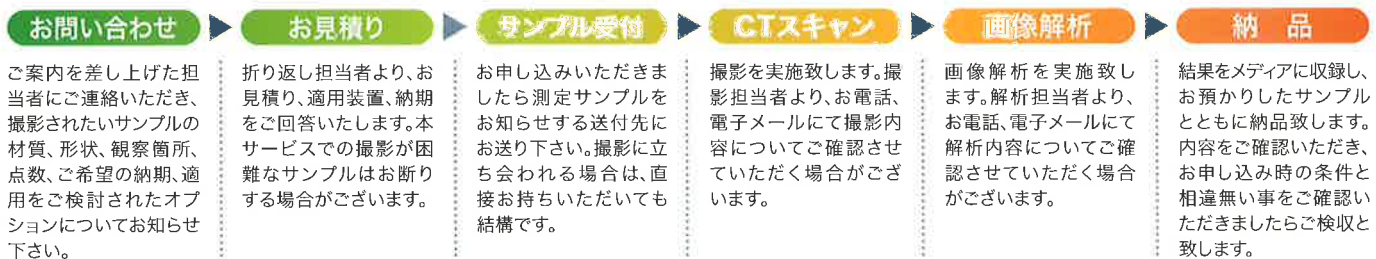 お問い合わせ
ご案内を差し上げた担
当者にご連絡いただき、
撮影されたいサンプルの
材質、形状、観察箇所、
点数、ご希望の納期、適
用をご検討されたオプ
ションについてお知らせ
下さい。
お見積り
折り返し担当者より、お
見積り、適用装置、納期
をご回答いたします。本
サービスでの撮影が困
難なサンプルはお断り
する場合がございます。
サンプル受付
お申し込みいただきま
したら測定サンプルを
お知らせする送付先に
お送り下さい。撮影に立
ち会われる場合は、直
接お持ちいただいても
結構です。
CTスキャン
撮影を実施致します。撮
影担当者より、お電話、
電子メールにて撮影内
容についてご確認させ
ていただく場合がござ
います。
画像解析
画像解析を実施致し
ます。解析担当者より、
お電話、電子メールにて
解析内容についてご確
認させていただく場合
がございます。
納 品
結果をメディアに収録し、
お預かりしたサンプル
とともに納品致します。
内容をご確認いただき、
お申し込み時の条件と
相違無い事をご確認い
ただきましたらご検収と
致します。